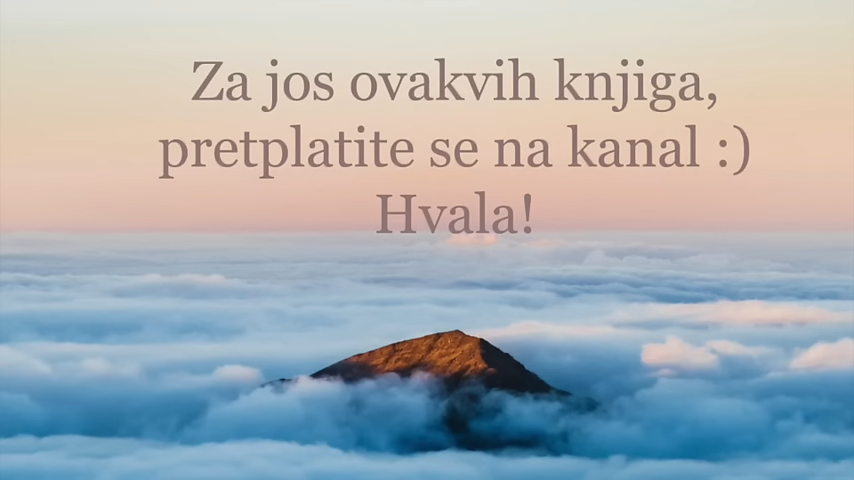 Za jos ovakvih knjiga,
pretplatite se na kanal :)
Hvala!